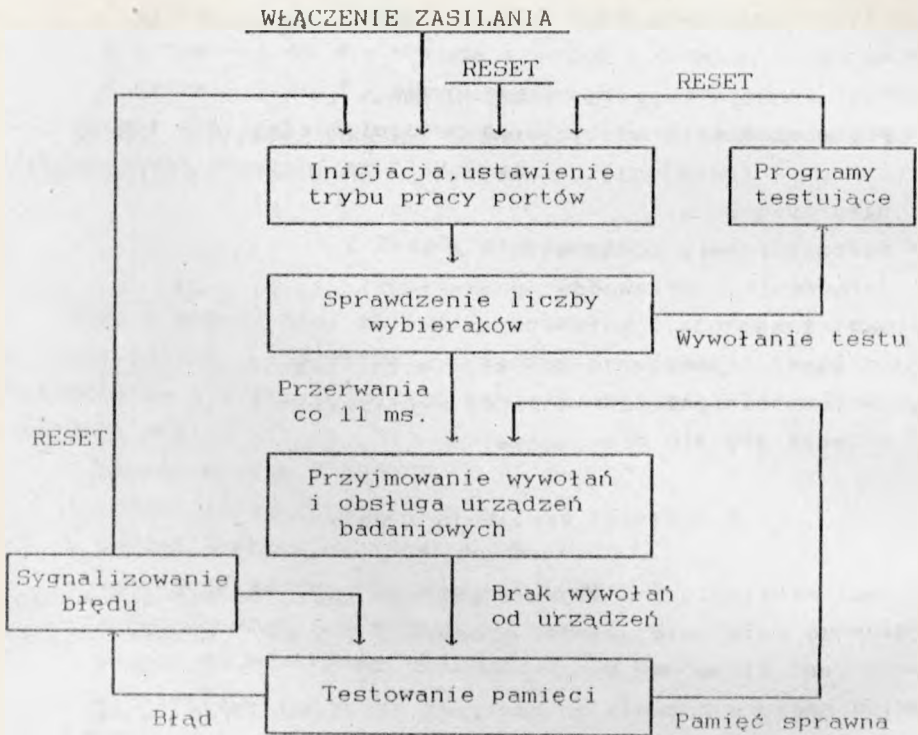 WŁĄCZENIE ZASILANIA
RESET
RESET
Inicjacja,ustawienie
trybu pracy portów
Programy
testujące
Sprawdzenie liczby
wybieraków
Wywołanie testu
Przerwania
co 11 ms.
RESET
Przyjmowanie wywołań
i obsługa urządzeń
badaniowych
Sygnalizowanie
błędu
Brak wywołań
od urządzeń
Testowanie pamięci
Błąd
Pamięć sprawna